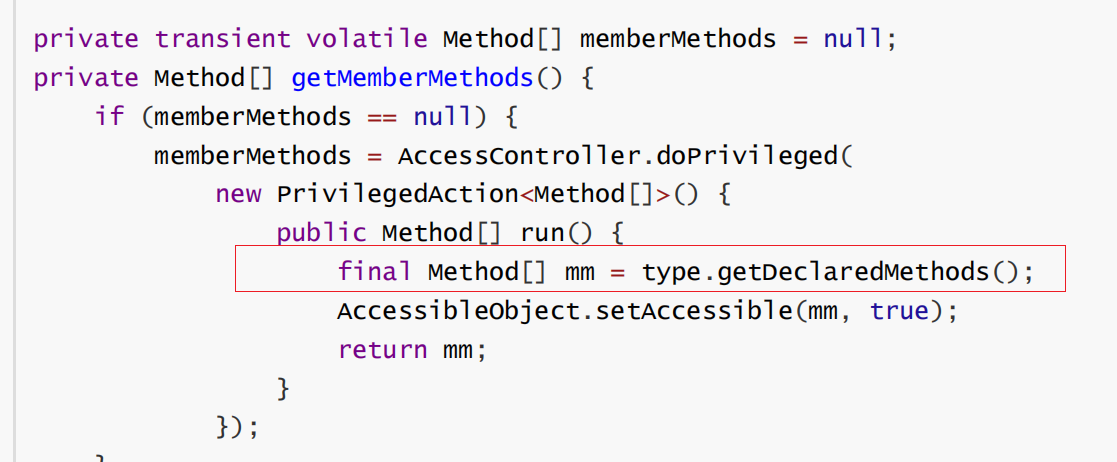 private transient volatile Method[] memberMethods = null;
private Method[] getMemberMethods() {
if (memberMethods == null) {
memberMethods = AccessController.doPrivileged(
new PrivilegedAction<Method[]>() {
public Method[] run() {
final Method[] mm = type.getDeclaredMethods();
AccessibleObject.setAccessible(mm, true);
return mm;
}
});